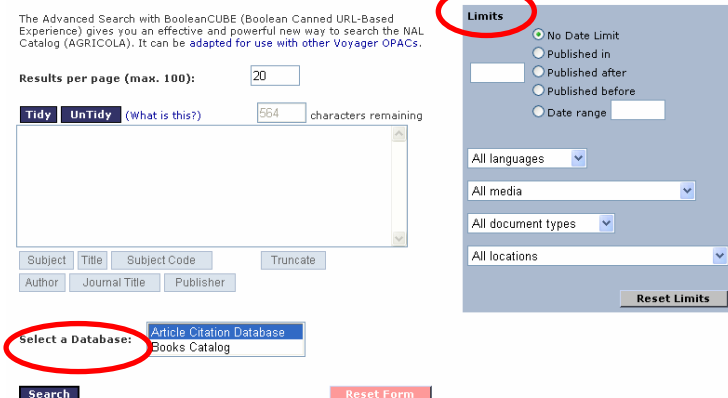 The Advanced Search with BooleanCUBE (Boolean Canned URL-Based
Experience) gives you an effective and powerful new way to search the NAL
Catalog (AGRICOLA). It can be adapted for use with other Voyager OPACs.
Results per page (max. 100): 20
Tidy UnTidy (What is this?) 564 characters remaining
Subject Title Subject Code Truncate
Author Journal Title Publisher
Select a Database: Article Citation Database
Books Catalog
Search Reset Form
Limits
No Date Limit
Published in
Published after
Published before
Date range
All languages
All media
All document types
All locations
Reset Limits